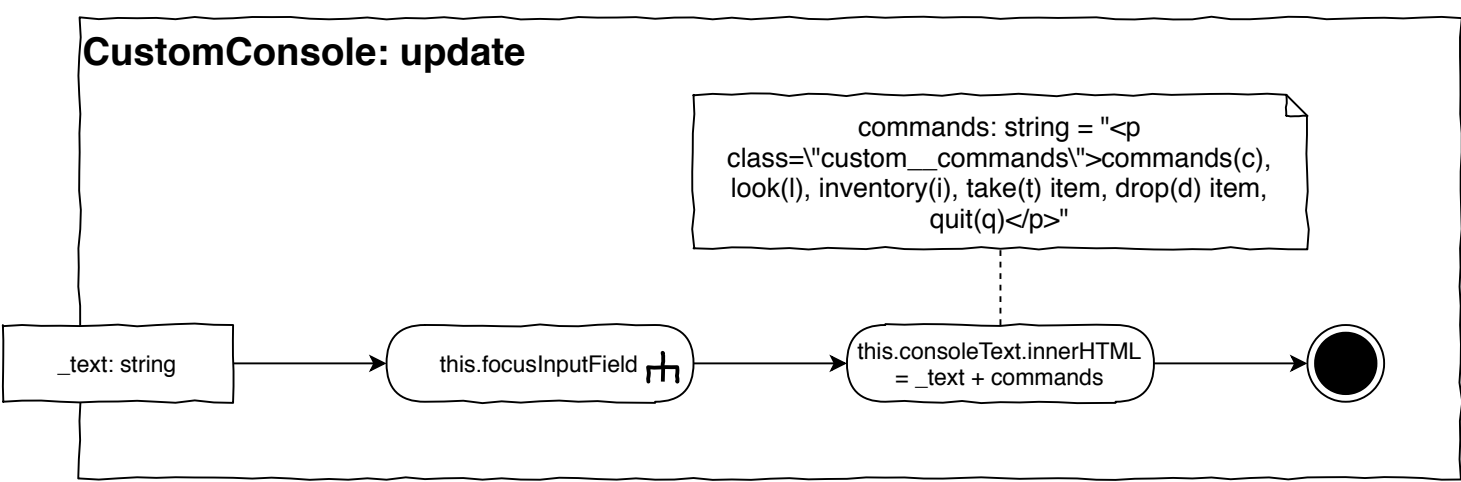 CustomConsole: update
commands: string = "<p
class=\"custom__commands\">commands(c),
look(l), inventory(i), take(t) item, drop(d) item,
quit(q)</p>"
_text: string
this.focusInputField
this.consoleText.innerHTML
= _text + commands